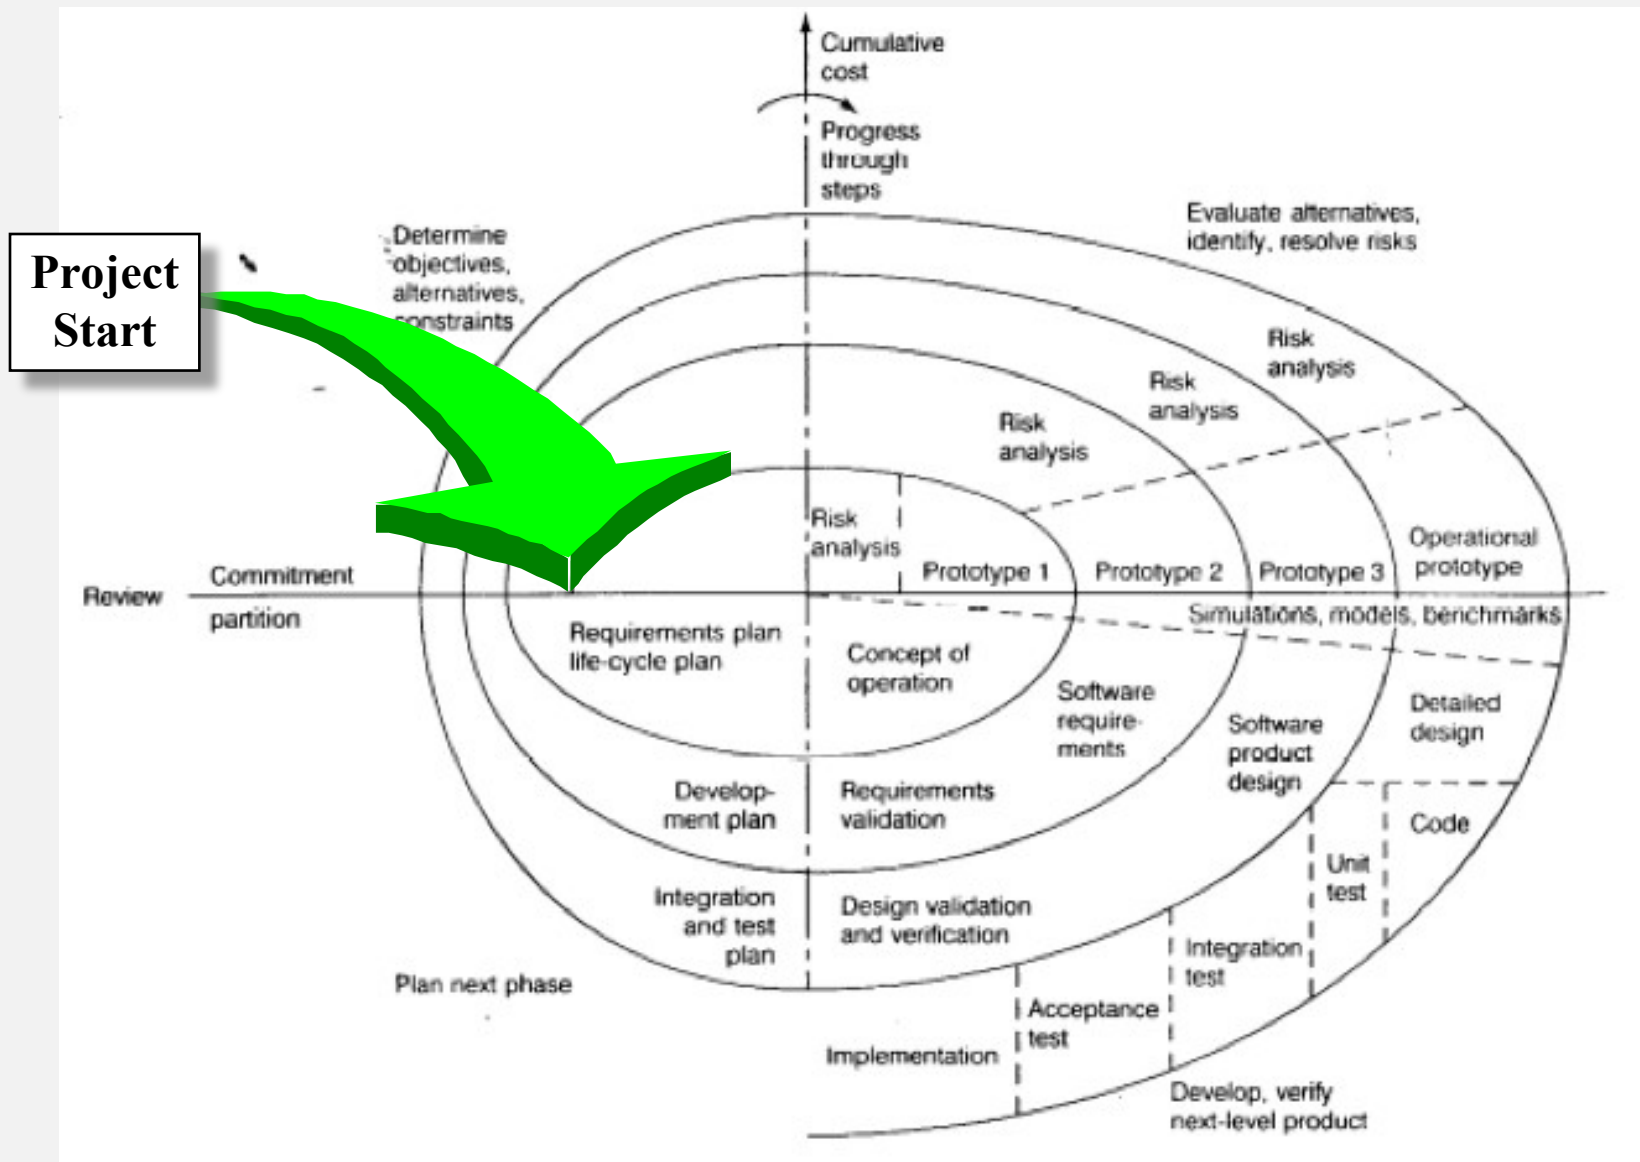 Cumulative
cost
Progress
through
steps
Evaluate alternatives,
identify, resolve risks
Determine
objectives,
alternatives,
constraints
Project
Start
Risk
analysis
Risk
analysis
Risk
analysis
Risk
analysis
Operational
prototype
Prototype 1
Prototype 2
Prototype 3
Review
Commitment
partition
Simulations, models, benchmarks
Requirements plan
life-cycle plan
Concept of
operation
Software
require-
ments
Software
product
design
Detailed
design
Develop-
ment plan
Requirements
validation
Code
Unit
test
Integration
and test
plan
Design validation
and verification
Integration
test
Plan next phase
Acceptance
test
Implementation
Develop, verify
next-level product